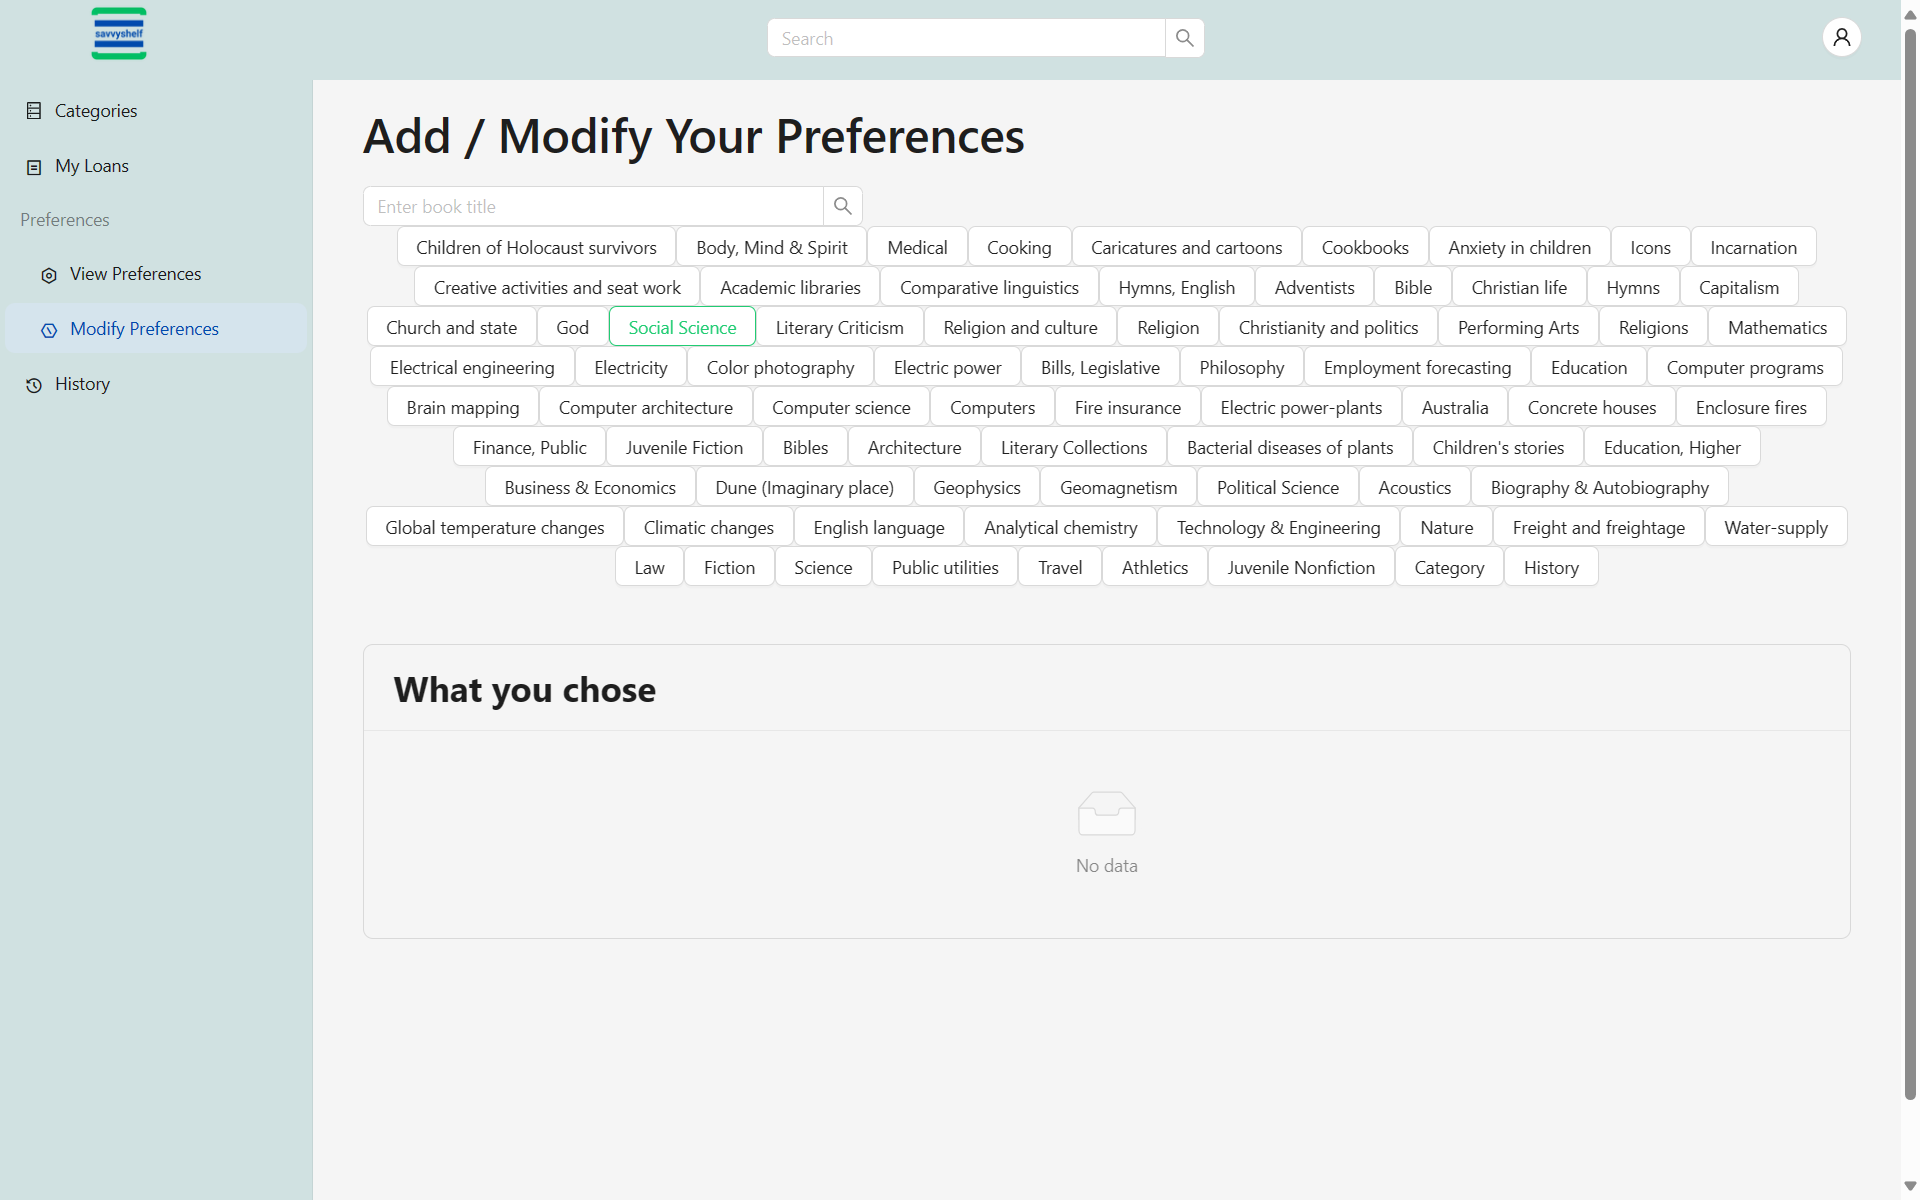 savvyshelf
Search
Categories
My Loans
Preferences
View Preferences
Modify Preferences
History
Add / Modify Your Preferences
Enter book title
Children of Holocaust survivors Body, Mind & Spirit Medical Cooking Caricatures and cartoons Cookbooks Anxiety in children Icons Incarnation
Creative activities and seat work Academic libraries Comparative linguistics Hymns, English Adventists Bible Christian life Hymns Capitalism
Church and state God Social Science Literary Criticism Religion and culture Religion Christianity and politics Performing Arts Religions Mathematics
Electrical engineering Electricity Color photography Electric power Bills, Legislative Philosophy Employment forecasting Education Computer programs
Brain mapping Computer architecture Computer science Computers Fire insurance Electric power-plants Australia Concrete houses Enclosure fires
Finance, Public Juvenile Fiction Bibles Architecture Literary Collections Bacterial diseases of plants Children's stories Education, Higher
Business & Economics Dune (Imaginary place) Geophysics Geomagnetism Political Science Acoustics Biography & Autobiography
Global temperature changes Climatic changes English language Analytical chemistry Technology & Engineering Nature Freight and freightage Water-supply
Law Fiction Science Public utilities Travel Athletics Juvenile Nonfiction Category History
What you chose
No data